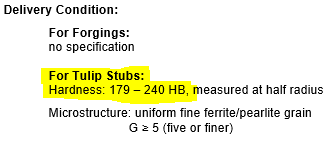 Delivery Condition:
For Forgings:
no specification
For Tulip Stubs:
Hardness: 179 – 240 HB, measured at half radius
Microstructure: uniform fine ferrite/pearlite grain
G ≥ 5 (five or finer)